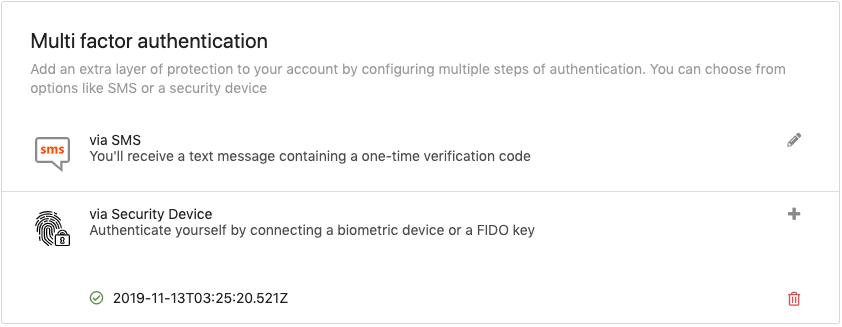 Multi factor authentication
Add an extra layer of protection to your account by configuring multiple steps of authentication. You can choose from
options like SMS or a security device
sms
via SMS
You'll receive a text message containing a one-time verification code
via Security Device
Authenticate yourself by connecting a biometric device or a FIDO key
2019-11-13T03:25:20.521Z